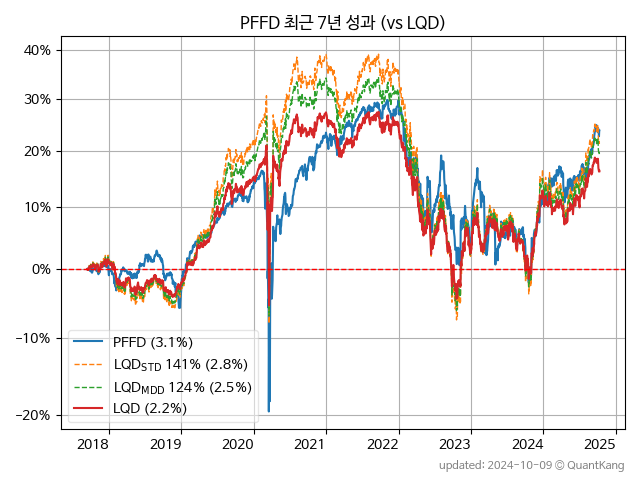 PFFD 최근 7년 성과 (vs LQD)
40%
30%
20%
10%
0%
−10%
−20%
PFFD (3.1%)
LQD_STD 141% (2.8%)
LQD_MDD 124% (2.5%)
LQD (2.2%)
2018 2019 2020 2021 2022 2023 2024 2025
updated: 2024-10-09 © QuantKang